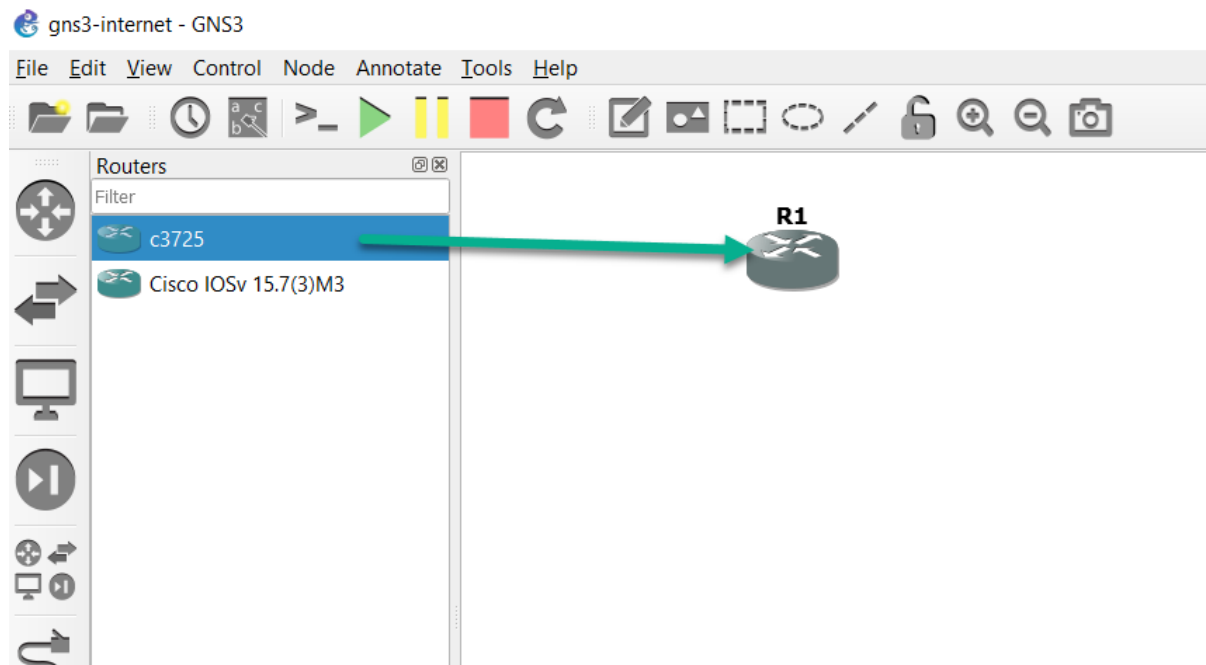 gns3-internet - GNS3
File Edit View Control Node Annotate Tools Help
a c
b
>_
Routers
Filter
c3725
Cisco IOSv 15.7(3)M3
R1